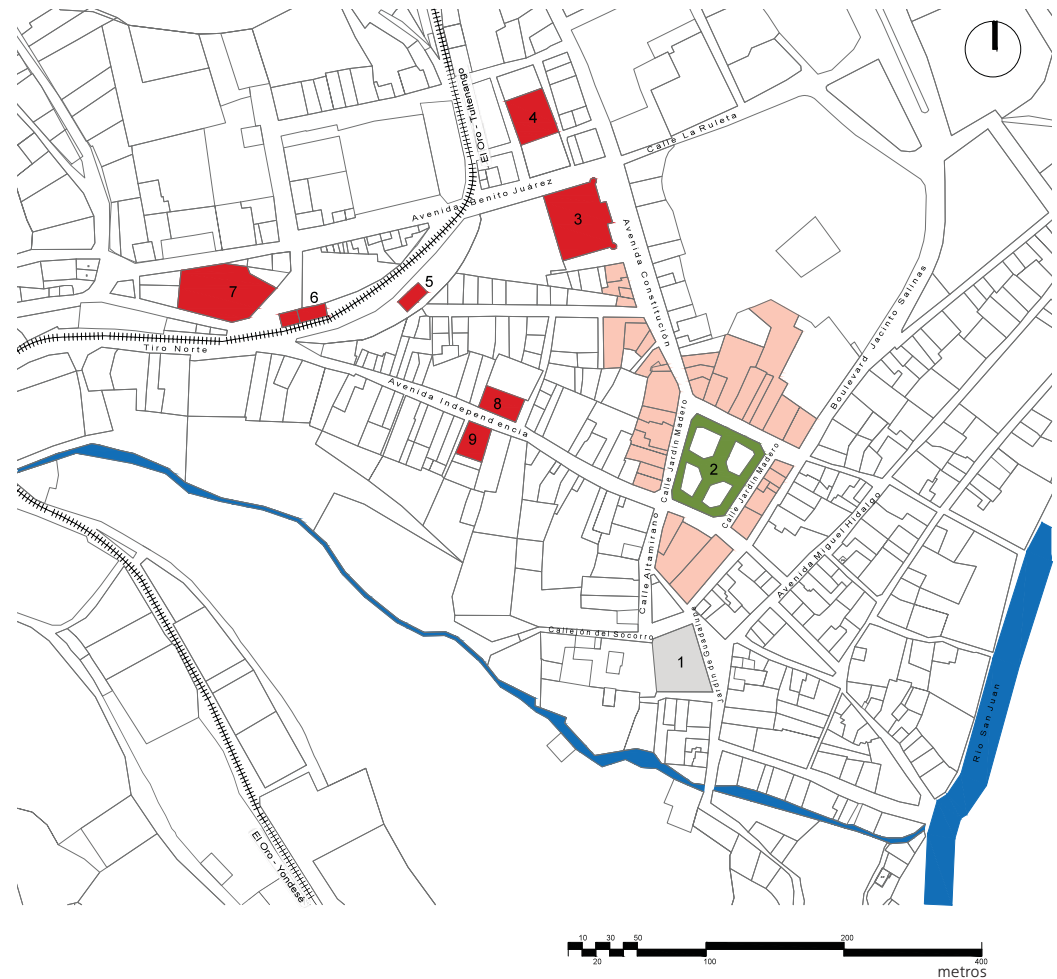 El Oro - Tultenango
4
Calle La Ruleta
Avenida Benito Juárez
3
Avenida Constitución
7
6
5
Tiro Norte
Boulevard Jacinto Salinas
Avenida Independencia
8
9
Calle Jardín Madero
2
Calle Jardín Madero
Avenida Miguel Hidalgo
Calle Altamirano
Callejón del Socorro
Jardín de Guadalupe
1
Río San Juan
El Oro - Yondesé
10 30 50 200
20 100 400
metros